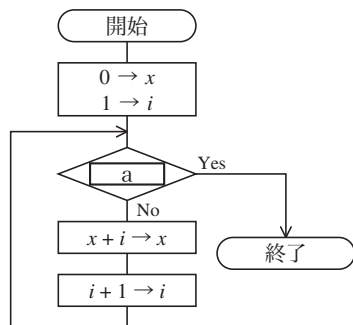 開始
0 → x
1 → i
a
Yes
No
x + i → x
終了
i + 1 → i